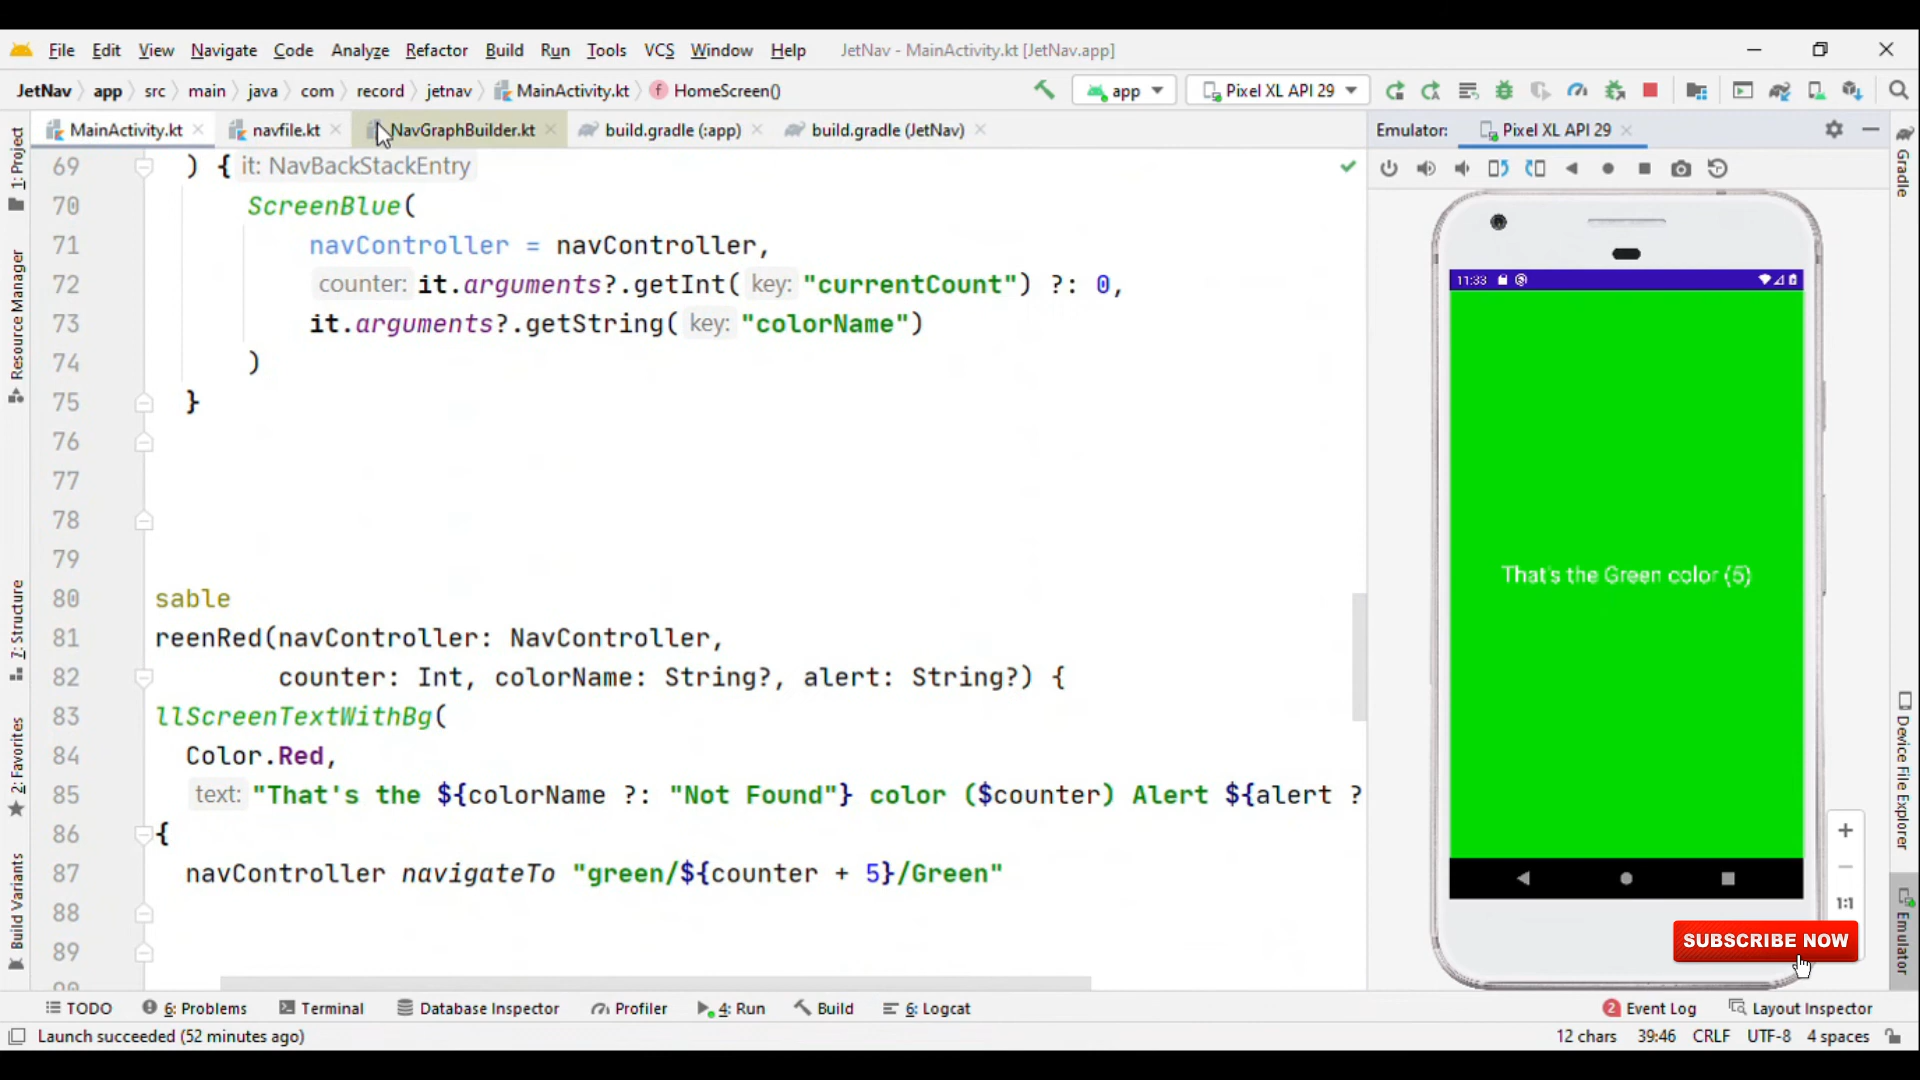 File Edit View Navigate Code Analyze Refactor Build Run Tools VCS Window Help JetNav - MainActivity.kt [JetNav.app]
JetNav app src main java com record jetnav MainActivity.kt f HomeScreen() app Pixel XL API 29
MainActivity.kt navfile.kt NavGraphBuilder.kt build.gradle (:app) build.gradle (JetNav) Emulator: Pixel XL API 29
69 ) { it: NavBackStackEntry
70 ScreenBlue(
71 navController = navController,
72 counter: it.arguments?.getInt( key: "currentCount") ?: 0,
73 it.arguments?.getString( key: "colorName")
74 )
75 }
76
77
78
79
80 sable
81 reenRed(navController: NavController,
82 counter: Int, colorName: String?, alert: String?) {
83 llScreenTextWithBg(
84 Color.Red,
85 text: "That's the ${colorName ?: "Not Found"} color ($counter) Alert ${alert ?
86 {
87 navController navigateTo "green/${counter + 5}/Green"
88
89
90
1: Project
Resource Manager
7: Structure
2: Favorites
Build Variants
11:33
That's the Green color (5)
1:1
SUBSCRIBE NOW
Gradle
Device File Explorer
Emulator
TODO 6: Problems Terminal Database Inspector Profiler 4: Run Build 6: Logcat 2 Event Log Layout Inspector
Launch succeeded (52 minutes ago) 12 chars 39:46 CRLF UTF-8 4 spaces